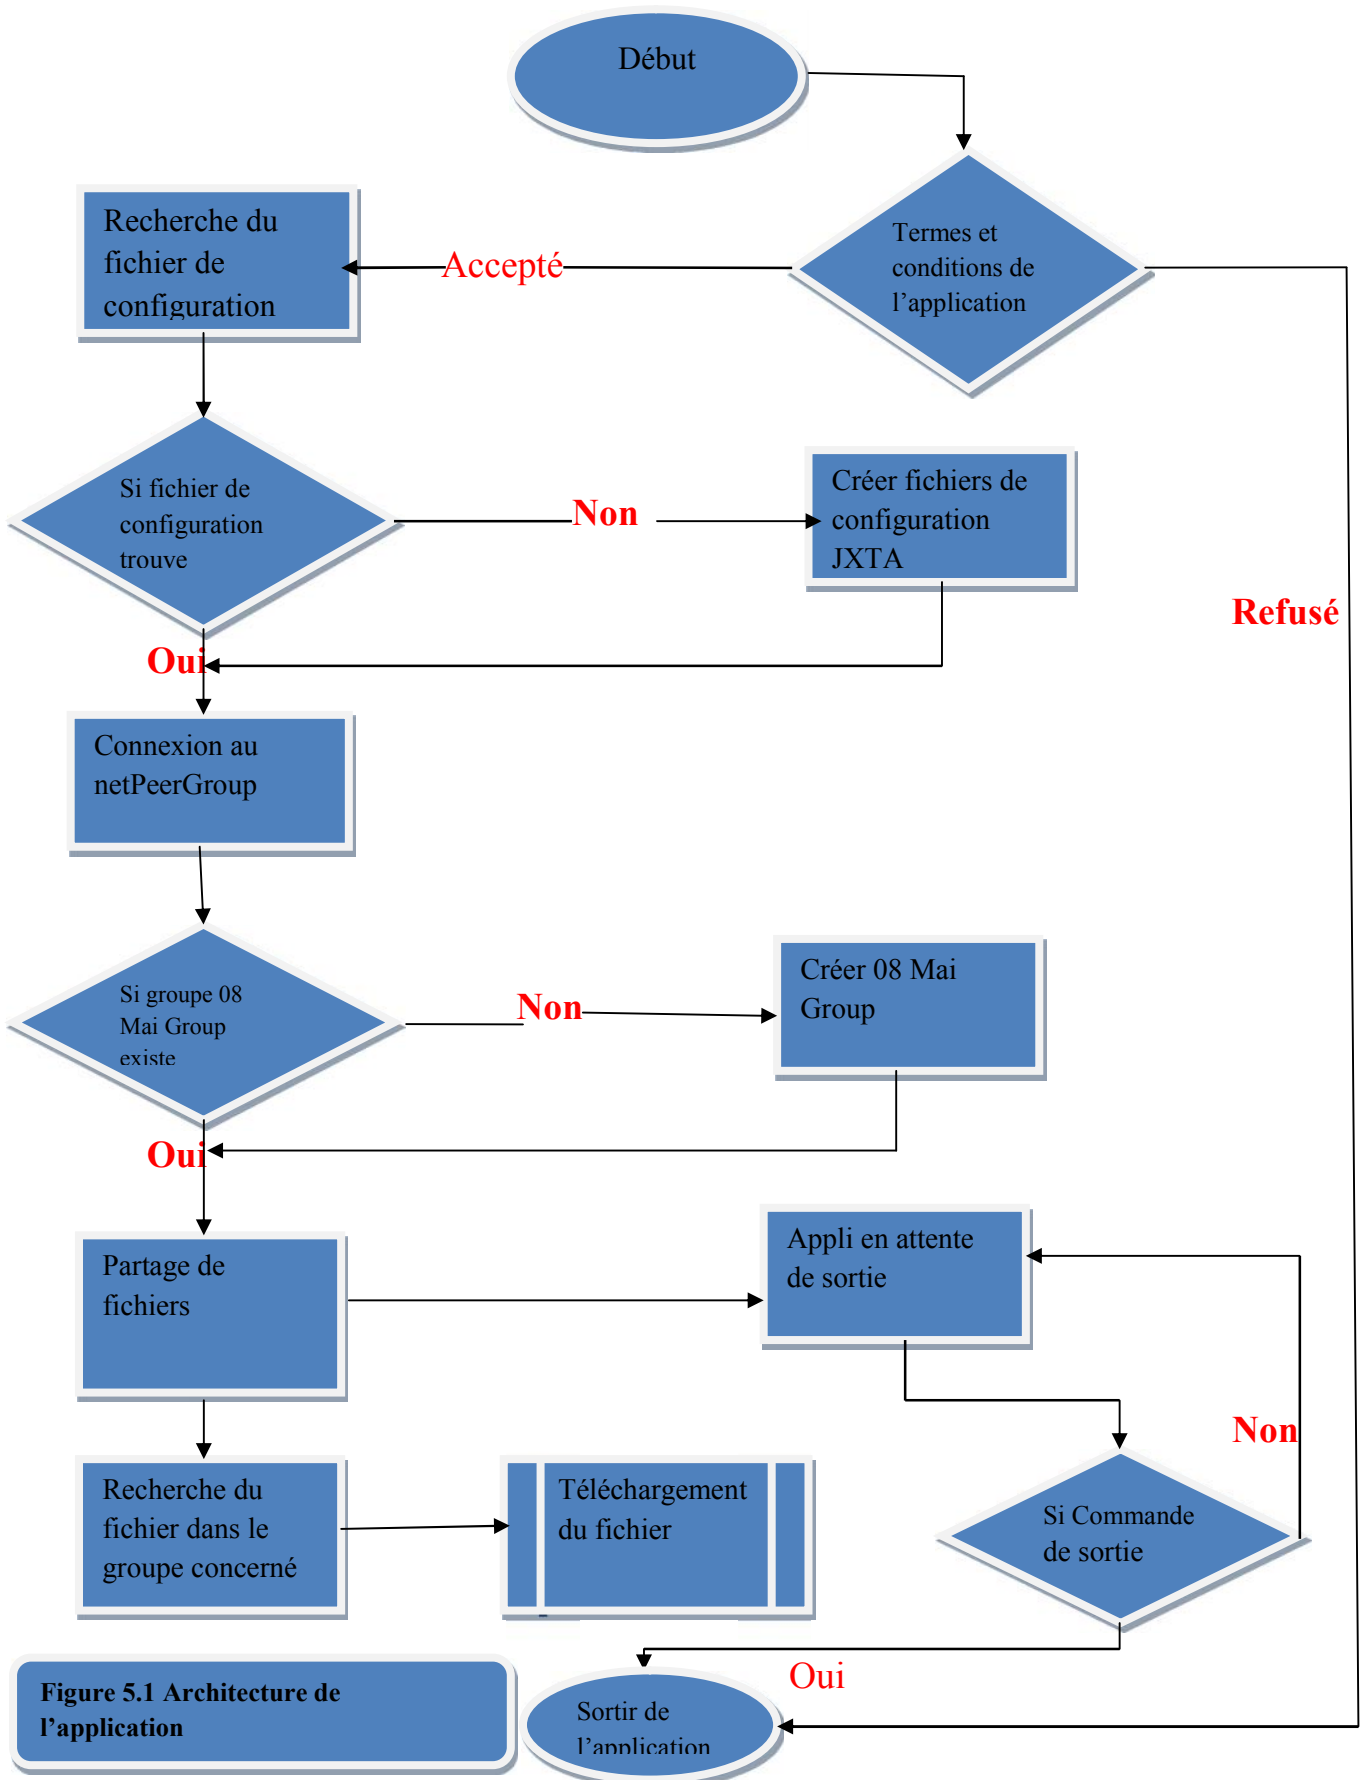 Début
Termes et
conditions de
l’application
Accepté
Recherche du
fichier de
configuration
Si fichier de
configuration
trouve
Non
Créer fichiers de
configuration
JXTA
Refusé
Oui
Connexion au
netPeerGroup
Si groupe 08
Mai Group
existe
Non
Créer 08 Mai
Group
Oui
Partage de
fichiers
Appli en attente
de sortie
Non
Recherche du
fichier dans le
groupe concerné
Téléchargement
du fichier
Si Commande
de sortie
Oui
Sortir de
l’application
Figure 5.1 Architecture de
l’application